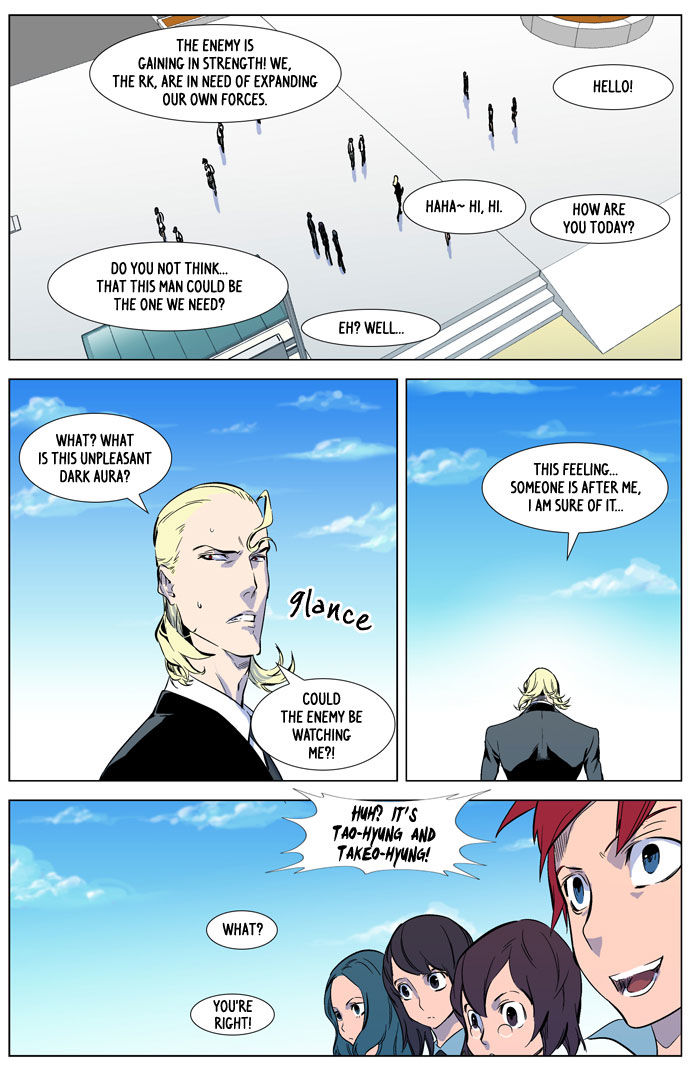 THE ENEMY IS
GAINING IN STRENGTH! WE,
THE RK, ARE IN NEED OF EXPANDING
OUR OWN FORCES.
HELLO!
HAHA~ HI, HI.
HOW ARE
YOU TODAY?
DO YOU NOT THINK...
THAT THIS MAN COULD BE
THE ONE WE NEED?
EH? WELL...
WHAT? WHAT
IS THIS UNPLEASANT
DARK AURA?
glance
COULD
THE ENEMY BE
WATCHING
ME?!
THIS FEELING...
SOMEONE IS AFTER ME,
I AM SURE OF IT...
HUH? IT'S
TAO-HYUNG AND
TAKEO-HYUNG!
WHAT?
YOU'RE
RIGHT!